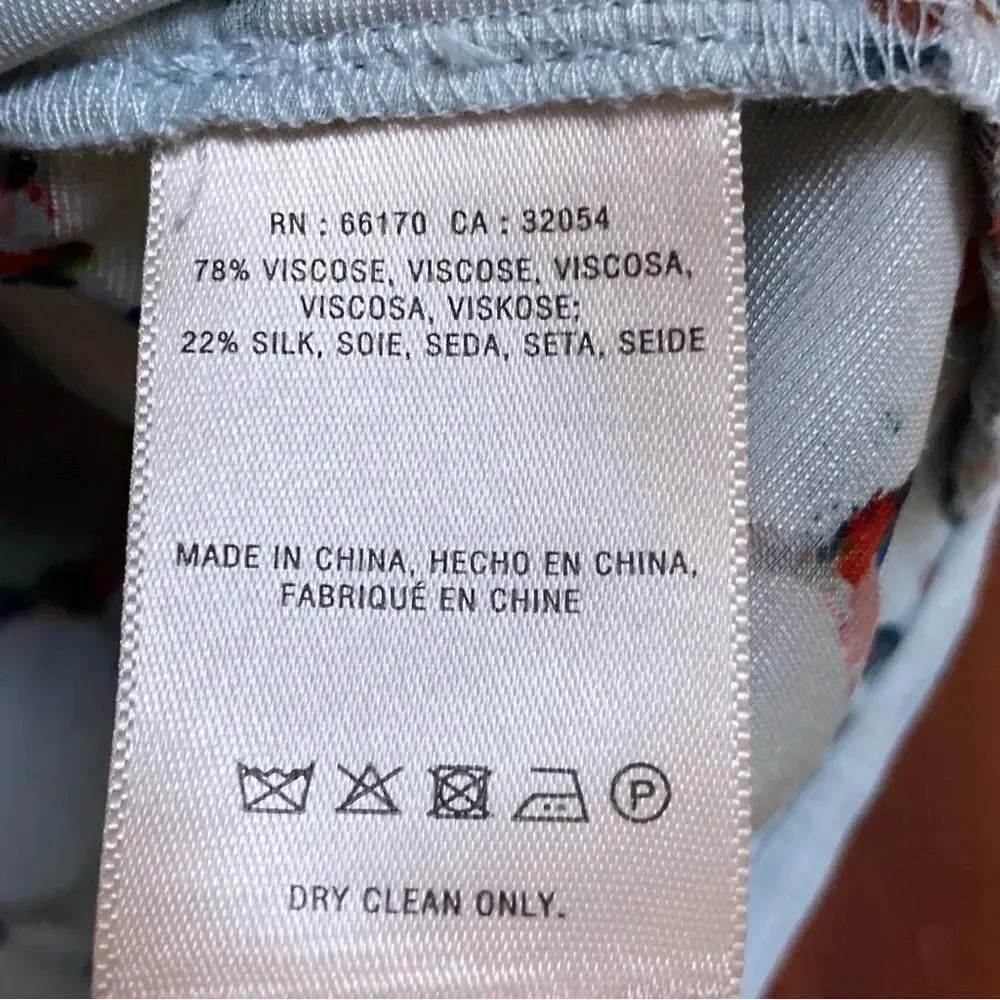 RN : 66170 CA : 32054
78% VISCOSE, VISCOSE, VISCOSA,
VISCOSA, VISKOSE;
22% SILK, SOIE, SEDA, SETA, SEIDE
MADE IN CHINA, HECHO EN CHINA,
FABRIQUÉ EN CHINE
P
DRY CLEAN ONLY.